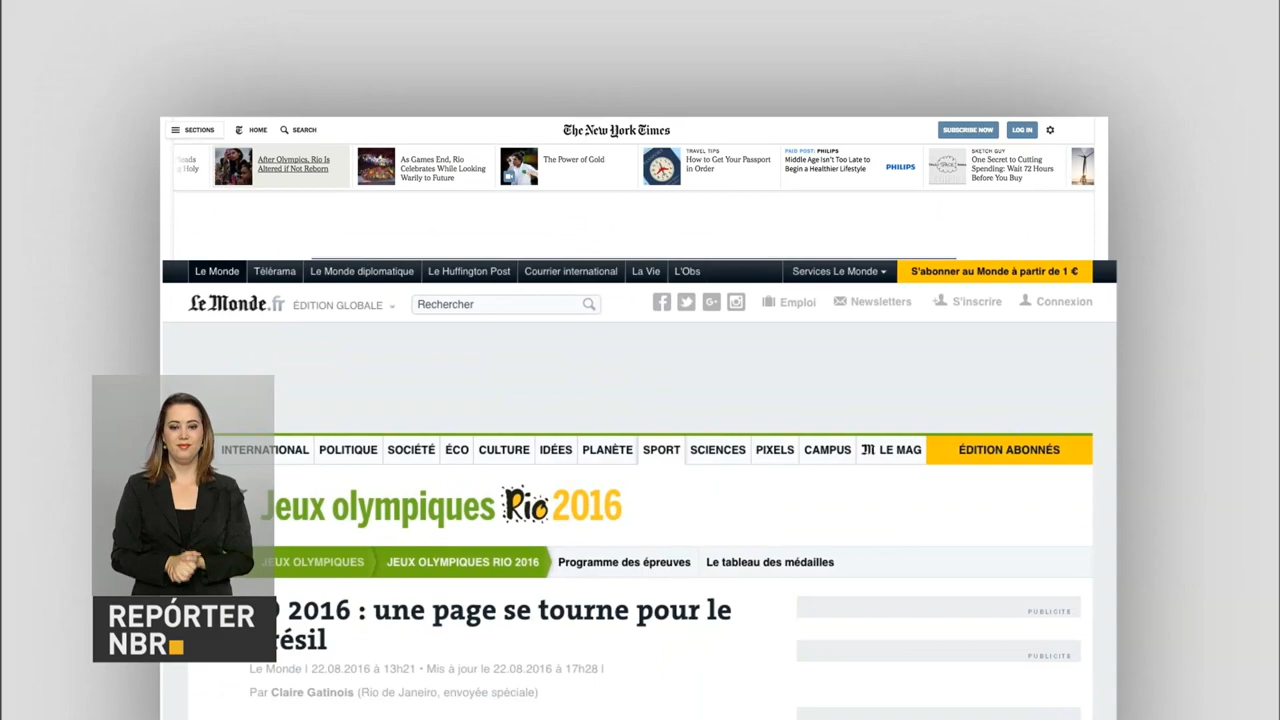 SECTIONS HOME SEARCH The New York Times SUBSCRIBE NOW LOG IN
After Olympics, Rio Is
Altered if Not Reborn
As Games End, Rio
Celebrates While Looking
Warily to Future
The Power of Gold
TRAVEL TIPS
How to Get Your Passport
in Order
PAID POST: PHILIPS
Middle Age Isn't Too Late to
Begin a Healthier Lifestyle
PHILIPS
SKETCH GUY
One Secret to Cutting
Spending: Wait 72 Hours
Before You Buy
Le Monde Télérama Le Monde diplomatique Le Huffington Post Courrier international La Vie L'Obs Services Le Monde S'abonner au Monde à partir de 1 €
Le Monde.fr ÉDITION GLOBALE Rechercher Emploi Newsletters S'inscrire Connexion
INTERNATIONAL POLITIQUE SOCIÉTÉ ÉCO CULTURE IDÉES PLANÈTE SPORT SCIENCES PIXELS CAMPUS M LE MAG ÉDITION ABONNÉS
Jeux olympiques Rio 2016
JEUX OLYMPIQUES JEUX OLYMPIQUES RIO 2016 Programme des épreuves Le tableau des médailles
2016 : une page se tourne pour le
résil
Le Monde | 22.08.2016 à 13h21 • Mis à jour le 22.08.2016 à 17h28 |
Par Claire Gatinois (Rio de Janeiro, envoyée spéciale)
PUBLICITÉ
PUBLICITÉ
REPÓRTER
NBR